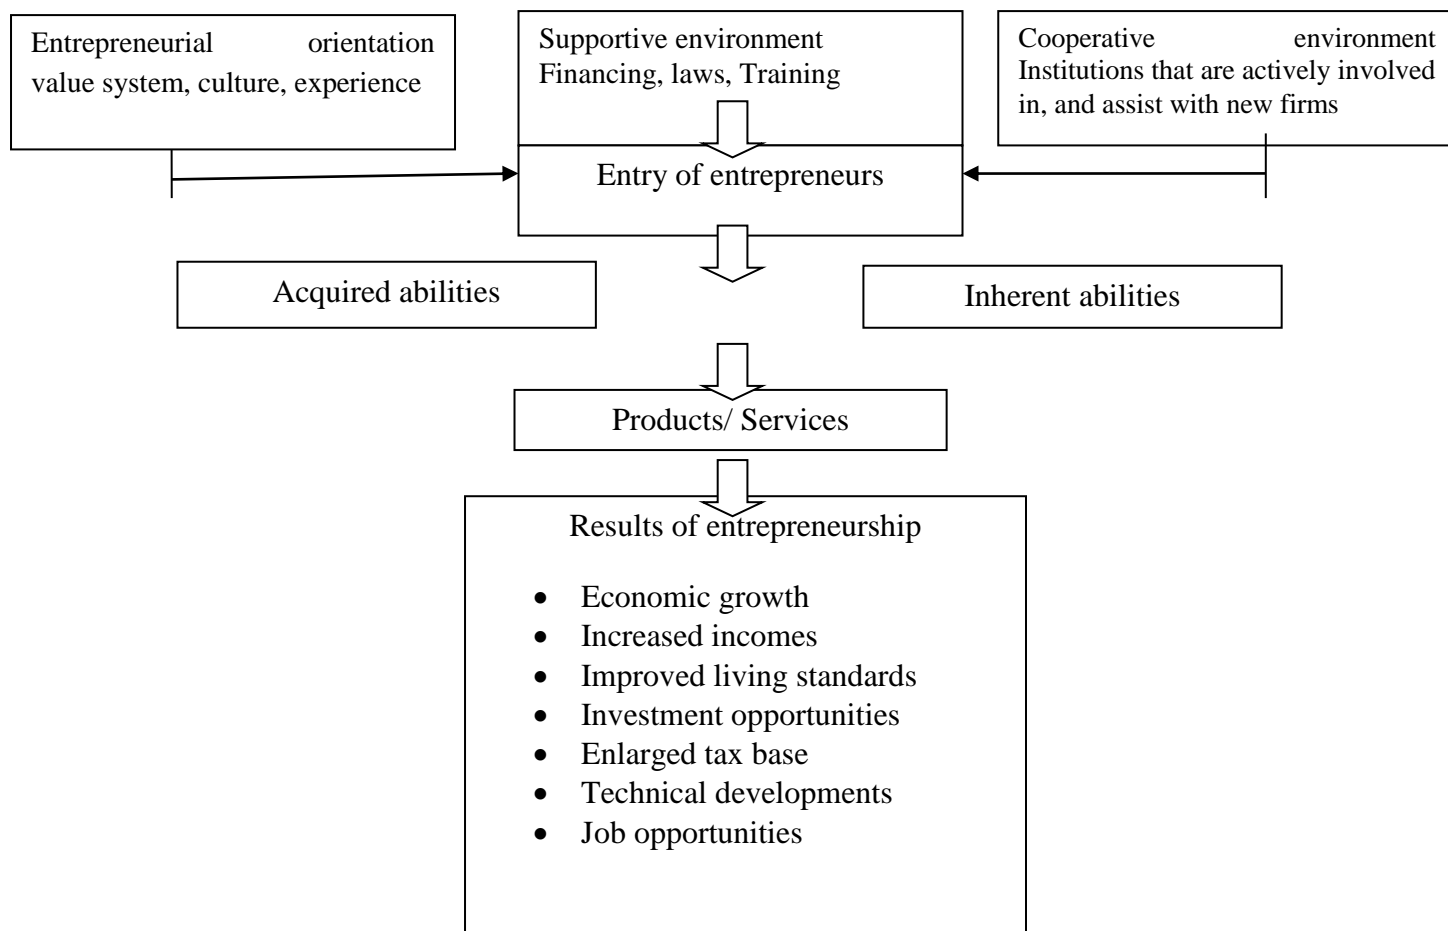 Entrepreneurial orientation
value system, culture, experience
Supportive environment
Financing, laws, Training
Cooperative environment
Institutions that are actively involved
in, and assist with new firms
Entry of entrepreneurs
Acquired abilities
Inherent abilities
Products/ Services
Results of entrepreneurship
• Economic growth
• Increased incomes
• Improved living standards
• Investment opportunities
• Enlarged tax base
• Technical developments
• Job opportunities